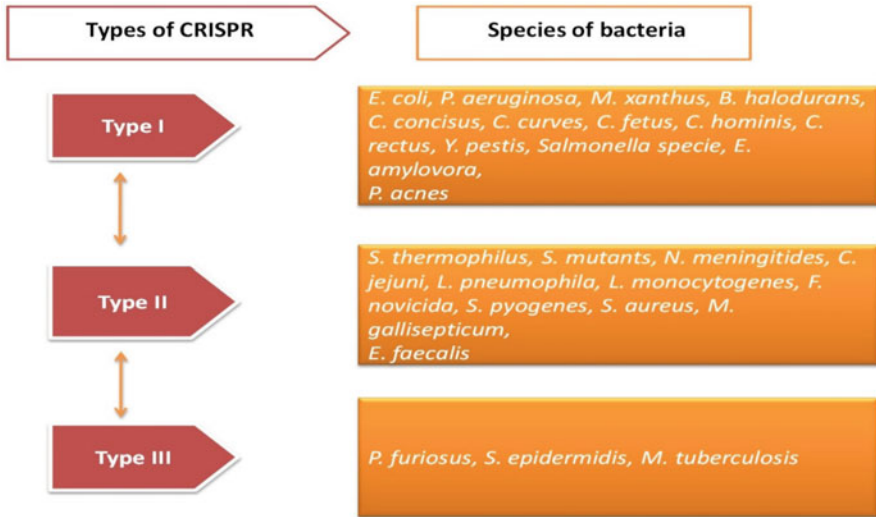 Types of CRISPR
Species of bacteria
Type I
E. coli, P. aeruginosa, M. xanthus, B. halodurans,
C. concisus, C. curves, C. fetus, C. hominis, C.
rectus, Y. pestis, Salmonella specie, E.
amylovora,
P. acnes
Type II
S. thermophilus, S. mutants, N. meningitides, C.
jejuni, L. pneumophila, L. monocytogenes, F.
novicida, S. pyogenes, S. aureus, M.
gallisepticum,
E. faecalis
Type III
P. furiosus, S. epidermidis, M. tuberculosis